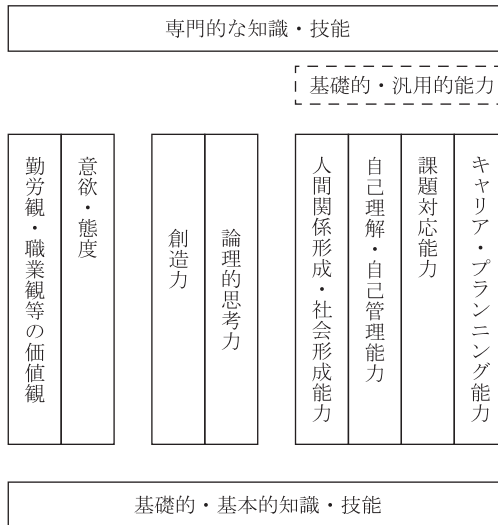 専門的な知識・技能
基礎的・汎用的能力
勤労観・職業観等の価値観
意欲・態度
創造力
論理的思考力
人間関係形成・社会形成能力
自己理解・自己管理能力
課題対応能力
キャリア・プランニング能力
基礎的・基本的知識・技能